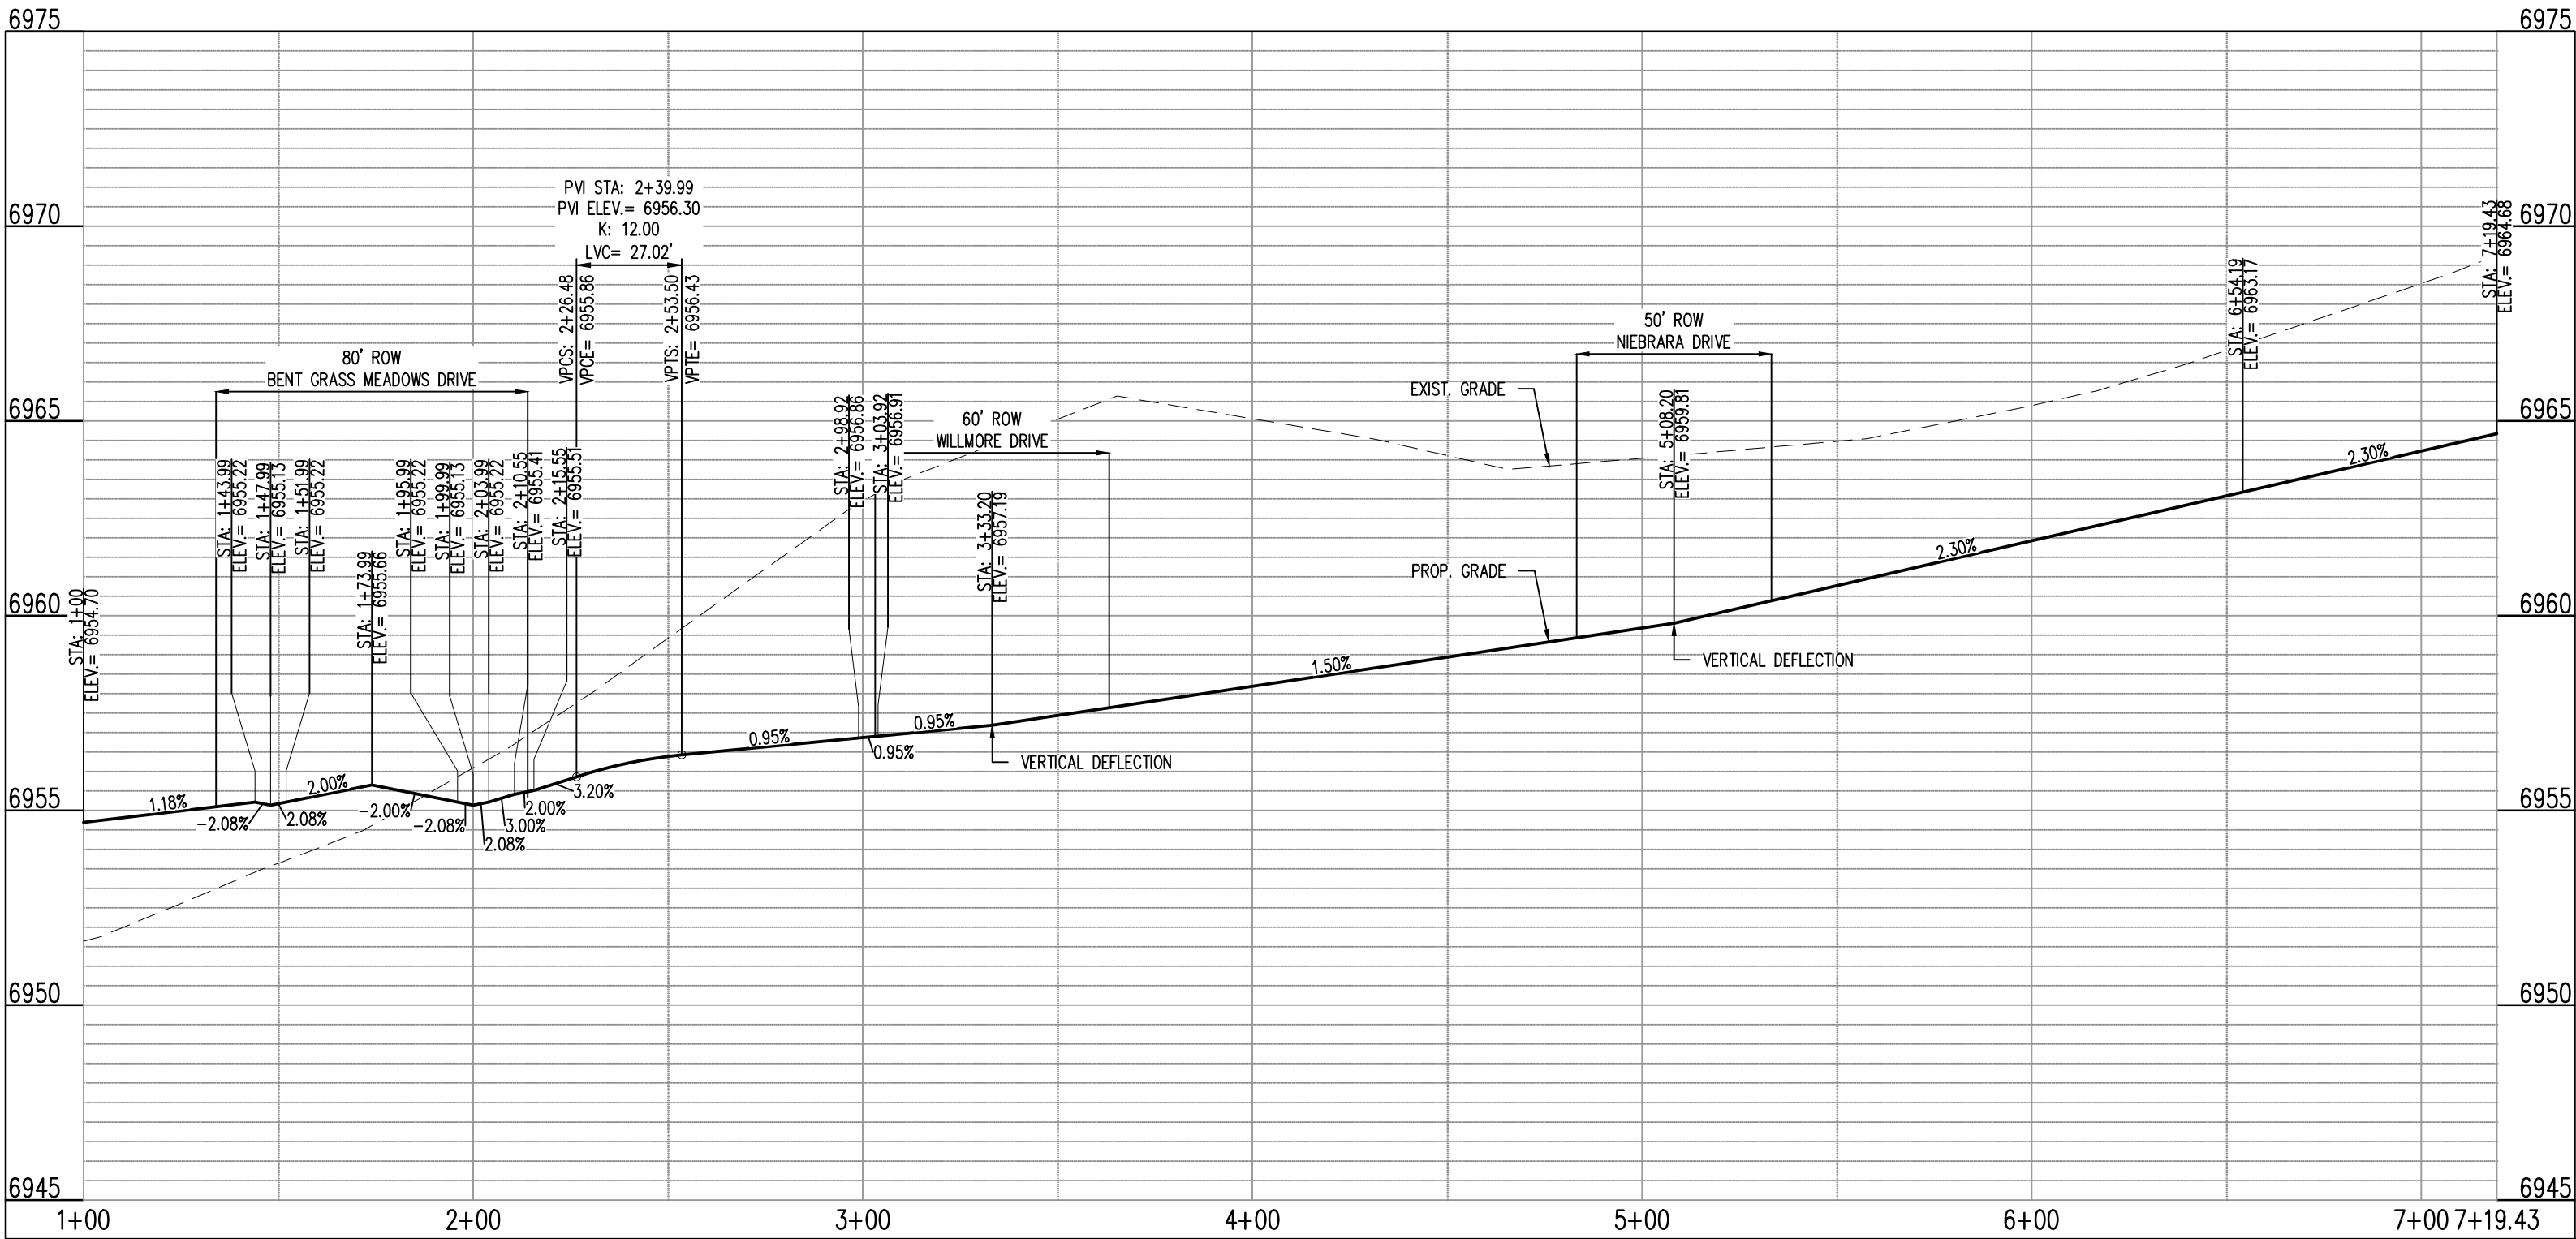 6975
6975
PVI STA: 2+39.99
PVI ELEV.= 6956.30
K: 12.00
LVC= 27.02'
6970
6970
STA: 7+19.43
ELEV.= 6964.68
STA: 6+54.19
ELEV.= 6963.17
VPCS: 2+26.48
VPCE= 6955.86
VPTS: 2+53.50
VPTE= 6956.43
50' ROW
NIEBRARA DRIVE
80' ROW
BENT GRASS MEADOWS DRIVE
EXIST. GRADE
STA: 5+08.20
ELEV.= 6959.81
6965
6965
STA: 2+98.92
ELEV.= 6956.86
STA: 3+03.92
ELEV.= 6956.91
60' ROW
WILLMORE DRIVE
STA: 1+43.99
ELEV.= 6955.22
STA: 1+47.99
ELEV.= 6955.13
STA: 1+51.99
ELEV.= 6955.22
STA: 1+73.99
ELEV.= 6955.66
STA: 1+95.99
ELEV.= 6955.22
STA: 1+99.99
ELEV.= 6955.13
STA: 2+03.99
ELEV.= 6955.22
STA: 2+10.55
ELEV.= 6955.41
STA: 2+15.55
ELEV.= 6955.51
STA: 3+33.20
ELEV.= 6957.19
2.30%
2.30%
PROP. GRADE
6960
6960
STA: 1+00
ELEV.= 6954.70
1.50%
VERTICAL DEFLECTION
0.95%
0.95%
0.95%
VERTICAL DEFLECTION
6955
6955
1.18%
-2.08%
2.08%
2.00%
-2.00%
-2.08%
2.08%
3.00%
2.00%
3.20%
6950
6950
6945
6945
1+00
2+00
3+00
4+00
5+00
6+00
7+00
7+19.43